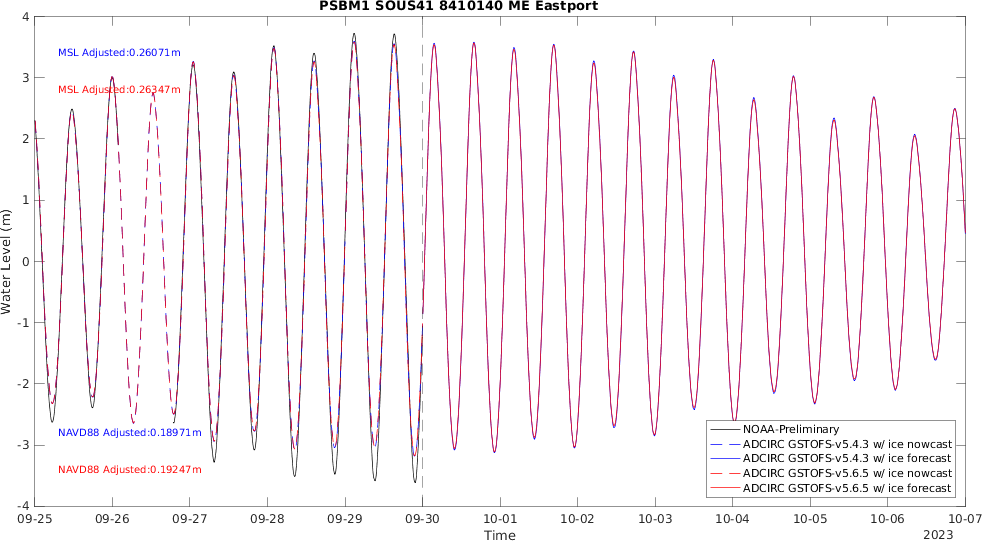 PSBM1 SOUS41 8410140 ME Eastport
4
3
2
1
0
-1
-2
-3
-4
Water Level (m)
MSL Adjusted:0.26071m
MSL Adjusted:0.26347m
NAVD88 Adjusted:0.18971m
NAVD88 Adjusted:0.19247m
NOAA-Preliminary
ADCIRC GSTOFS-v5.4.3 w/ ice nowcast
ADCIRC GSTOFS-v5.4.3 w/ ice forecast
ADCIRC GSTOFS-v5.6.5 w/ ice nowcast
ADCIRC GSTOFS-v5.6.5 w/ ice forecast
09-25 09-26 09-27 09-28 09-29 09-30 10-01 10-02 10-03 10-04 10-05 10-06 10-07
Time
2023